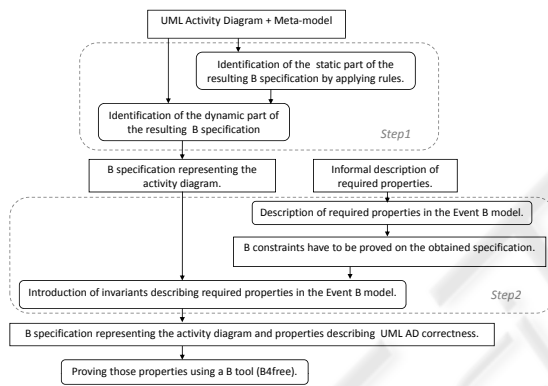 UML Activity Diagram + Meta-model
Identification of the static part of the
resulting B specification by applying rules.
Identification of the dynamic part of
the resulting B specification
Step1
B specification representing the
activity diagram.
Informal description of
required properties.
Description of required properties in the Event B model.
B constraints have to be proved on the obtained specification.
Introduction of invariants describing required properties in the Event B model.
Step2
B specification representing the activity diagram and properties describing UML AD correctness.
Proving those properties using a B tool (B4free).